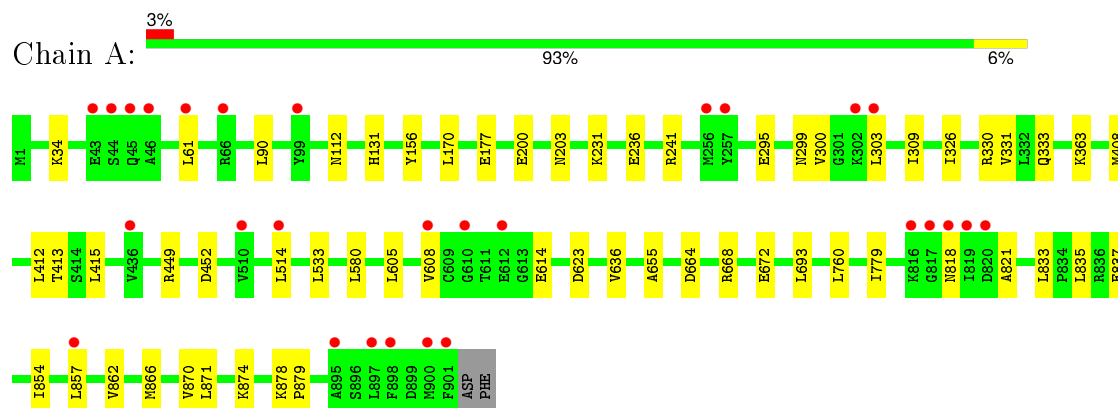 3%
Chain A:
93% 6%
M1 K34 E43 S44 Q45 A46 L61 R66 L90 Y99 N112 H131 Y156 L170 E177 E200 N203 K231 E236 R241 M256 Y257 E295 N299 V300 G301 K302 L303 I309 I326 R330 V331 L332 Q333 K363
L412 T413 S414 L415 V436 R449 D452 V510 L514 L533 L580 L605 V608 C609 G610 T611 E612 G613 E614 D623 V636 A655 D664 R668 E672 L693 L760 I779 K816 G817 N818 I819 D820 A821 L833 P834 L835 R836
I854 L857 V862 M866 V870 L871 K874 K878 P879 A895 S896 L897 F898 D899 M900 F901 ASP PHE